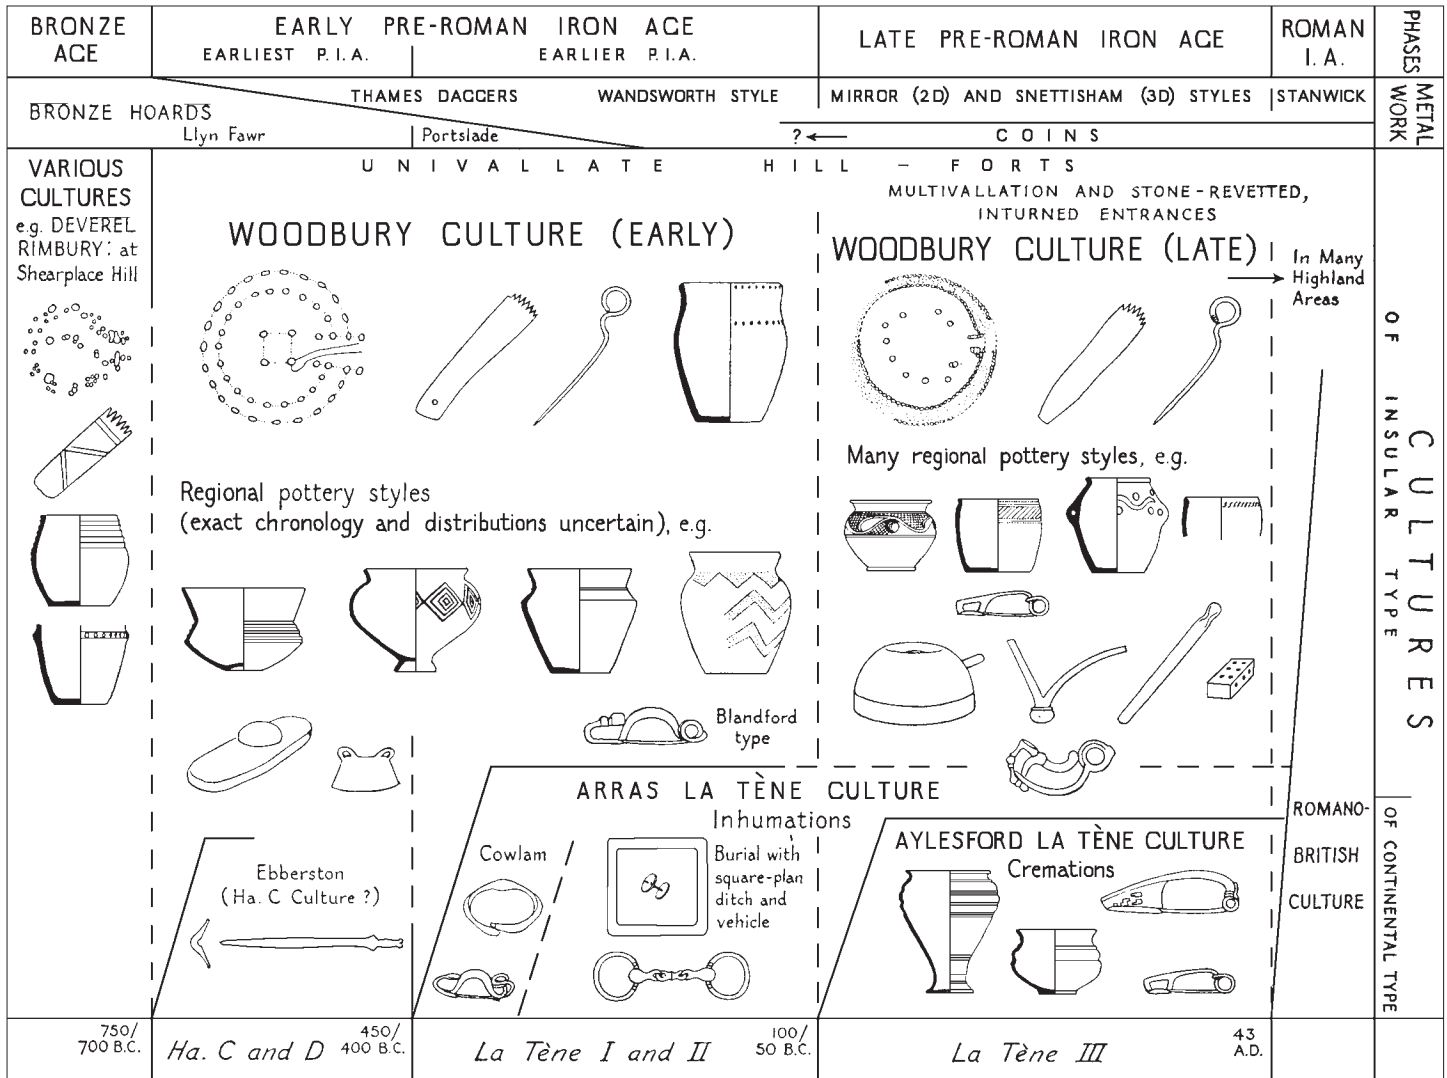 BRONZE
AGE
EARLY PRE-ROMAN IRON AGE
EARLIEST P.I.A.
EARLIER P.I.A.
LATE PRE-ROMAN IRON AGE
ROMAN
I.A.
PHASES
BRONZE HOARDS
THAMES DAGGERS
WANDSWORTH STYLE
MIRROR (2D) AND SNETTISHAM (3D) STYLES
STANWICK
METAL
WORK
Llyn Fawr
Portslade
?
COINS
VARIOUS
CULTURES
e.g. DEVEREL
RIMBURY: at
Shearplace Hill
UNIVALLATE HILL - FORTS
MULTIVALLATION AND STONE-REVETTED,
INTURNED ENTRANCES
WOODBURY CULTURE (EARLY)
WOODBURY CULTURE (LATE)
In Many
Highland
Areas
Many regional pottery styles, e.g.
Regional pottery styles
(exact chronology and distributions uncertain), e.g.
Blandford
type
ARRAS LA TÈNE CULTURE
Inhumations
Cowlam
Burial with
square-plan
ditch and
vehicle
AYLESFORD LA TÈNE CULTURE
Cremations
Ebberston
(Ha. C Culture ?)
ROMANO-
BRITISH
CULTURE
CULTURES
OF INSULAR TYPE
OF CONTINENTAL TYPE
750/
700 B.C.
Ha. C and D
450/
400 B.C.
La Tène I and II
100/
50 B.C.
La Tène III
43
A.D.